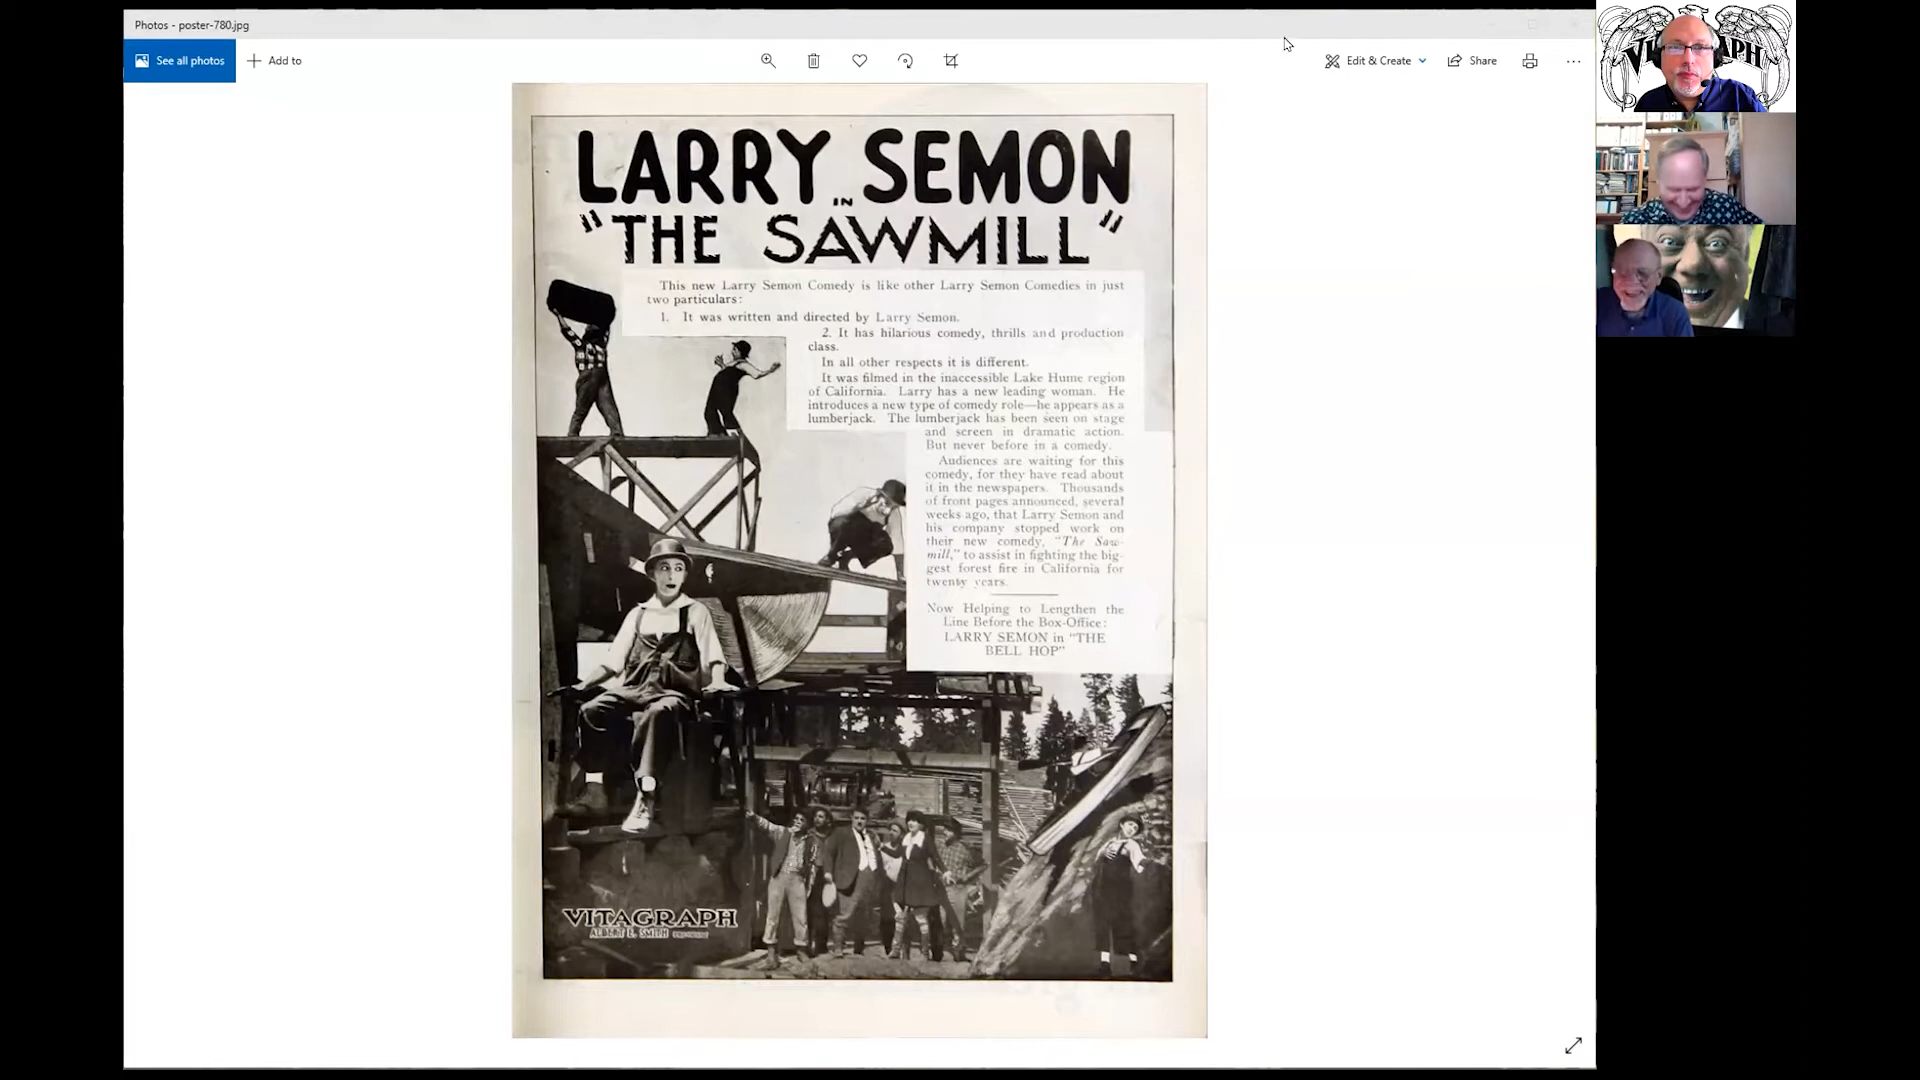 Photos - poster-780.jpg
See all photos
Add to
Edit & Create
Share
LARRY SEMON
IN
"THE SAWMILL"
This new Larry Semon Comedy is like other Larry Semon Comedies in just
two particulars:
1. It was written and directed by Larry Semon.
2. It has hilarious comedy, thrills and production
class.
In all other respects it is different.
It was filmed in the inaccessible Lake Hume region
of California. Larry has a new leading woman. He
introduces a new type of comedy role—he appears as a
lumberjack. The lumberjack has been seen on stage
and screen in dramatic action.
But never before in a comedy.
Audiences are waiting for this
comedy, for they have read about
it in the newspapers. Thousands
of front pages announced, several
weeks ago, that Larry Semon and
his company stopped work on
their new comedy, "The Saw-
mill," to assist in fighting the big-
gest forest fire in California for
twenty years.
Now Helping to Lengthen the
Line Before the Box-Office:
LARRY SEMON in "THE
BELL HOP"
VITAGRAPH
ALBERT E. SMITH